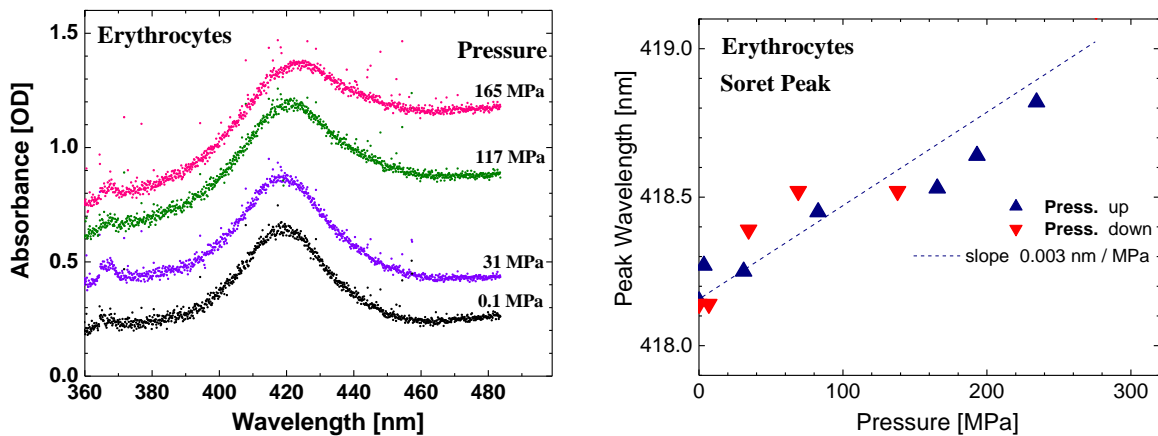 Erythrocytes
Pressure
165 MPa
117 MPa
31 MPa
0.1 MPa
Absorbance [OD]
1.5
1.0
0.5
0.0
360 380 400 420 440 460 480
Wavelength [nm]
Erythrocytes
Soret Peak
Peak Wavelength [nm]
419.0
418.5
418.0
Press. up
Press. down
slope 0.003 nm / MPa
0 100 200 300
Pressure [MPa]